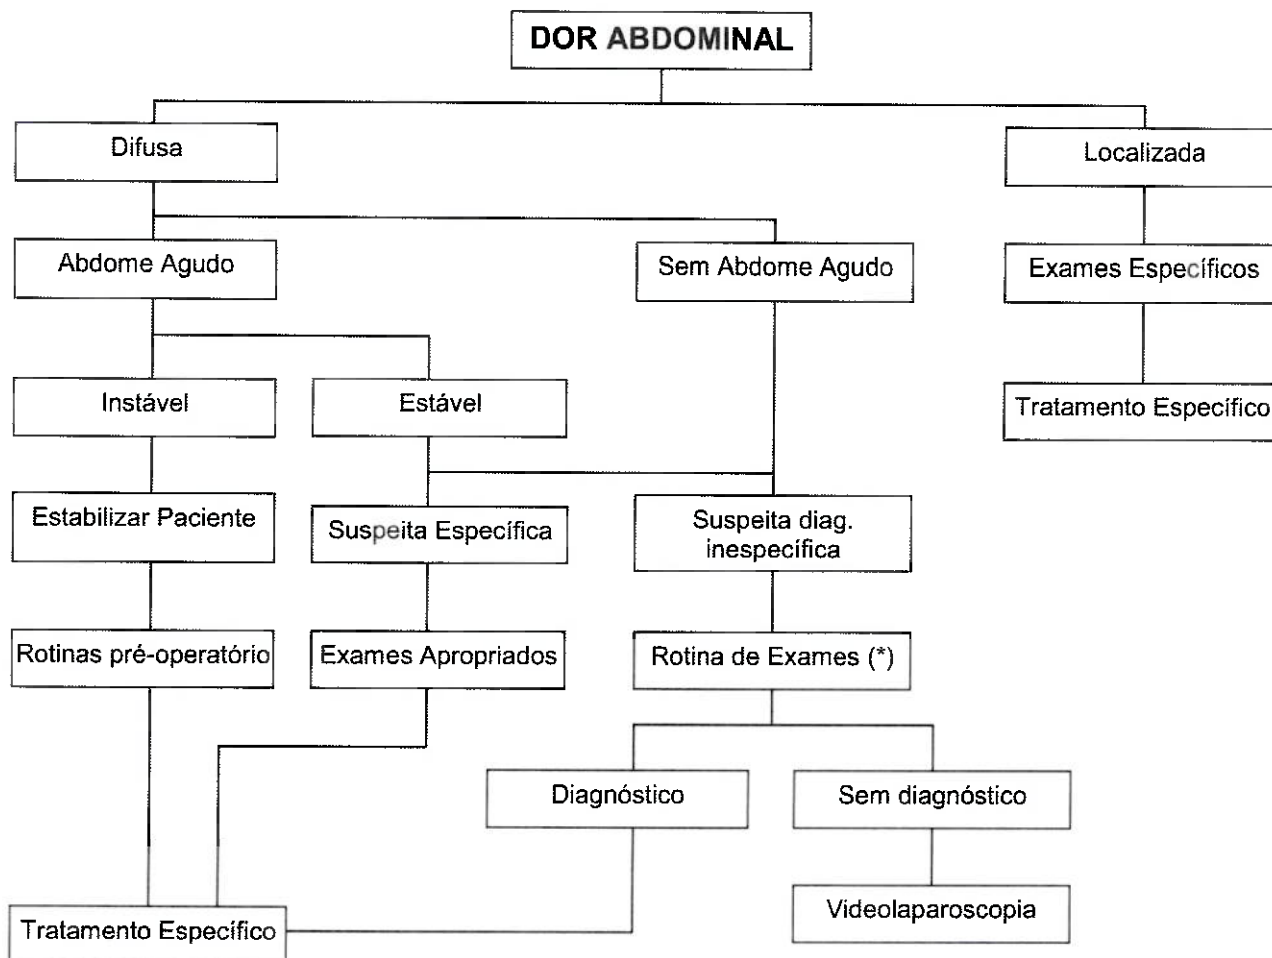 DOR ABDOMINAL
Difusa
Localizada
Abdome Agudo
Sem Abdome Agudo
Exames Específicos
Instável
Estável
Tratamento Específico
Estabilizar Paciente
Suspeita Específica
Suspeita diag.
inespecífica
Rotinas pré-operatório
Exames Apropriados
Rotina de Exames (*)
Diagnóstico
Sem diagnóstico
Videolaparoscopia
Tratamento Específico